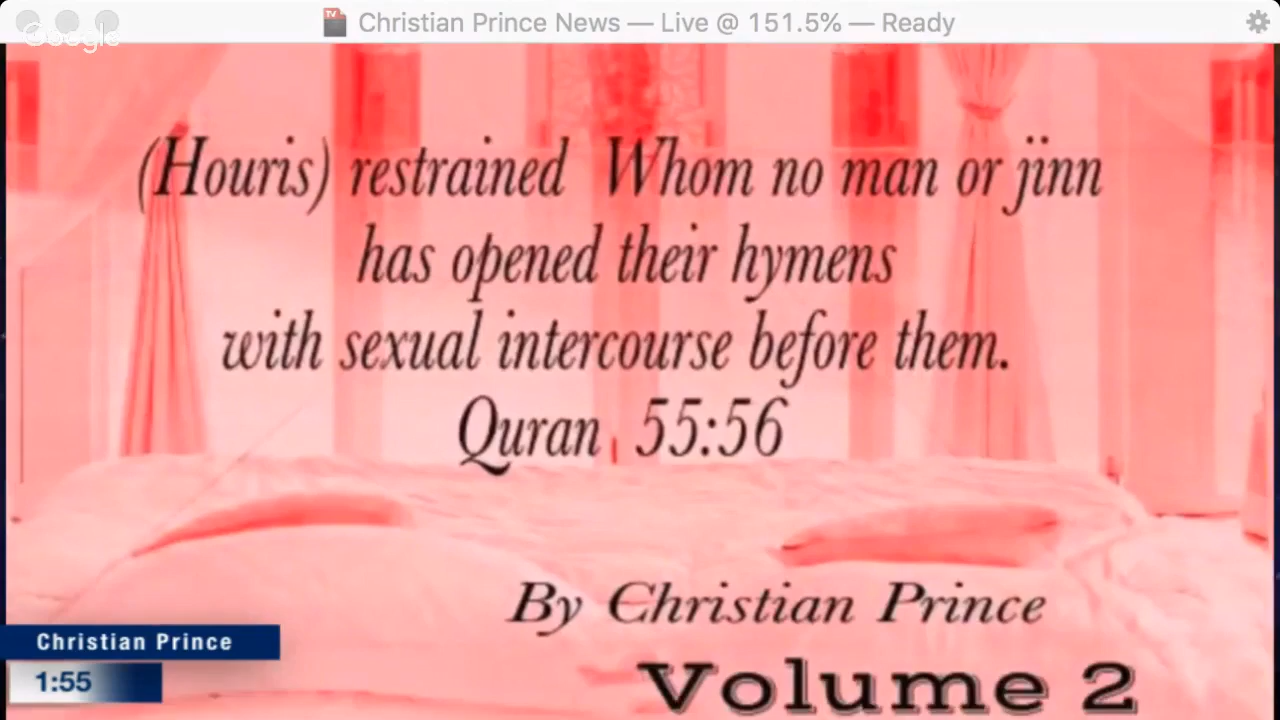 Christian Prince News — Live @ 151.5% — Ready
Google
(Houris) restrained Whom no man or jinn
has opened their hymens
with sexual intercourse before them.
Quran 55:56
By Christian Prince
Volume 2
Christian Prince
1:55